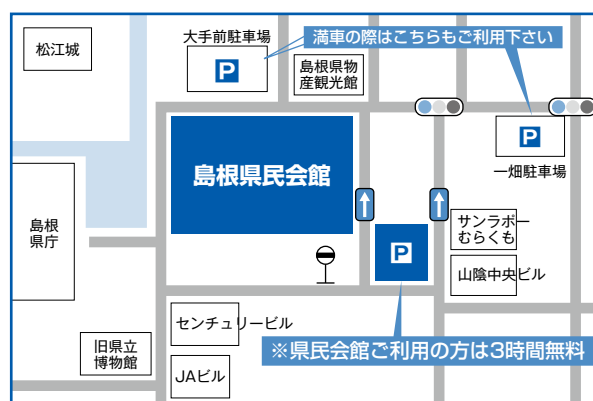 松江城
大手前駐車場
P
満車の際はこちらもご利用下さい
島根県物
産観光館
P
一畑駐車場
島根県民会館
島根
県庁
P
サンラポー
むらくも
山陰中央ビル
センチュリービル
※県民会館ご利用の方は3時間無料
旧県立
博物館
JAビル